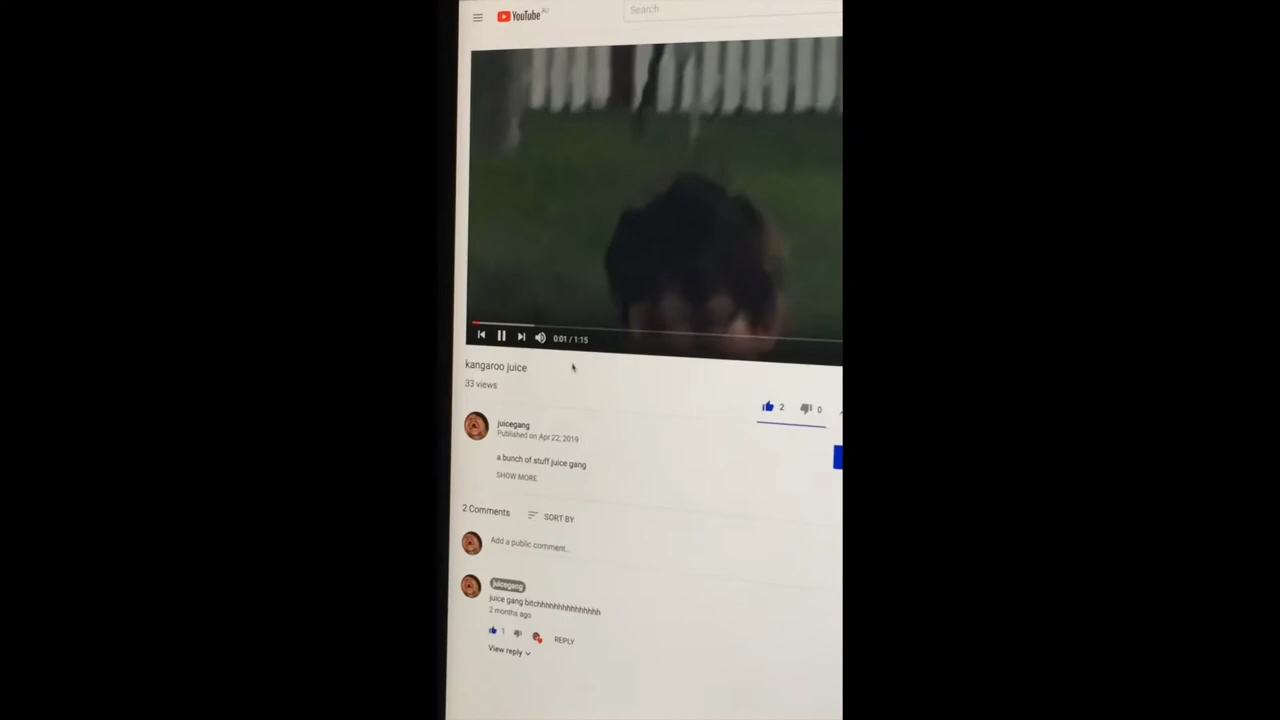 YouTube AU
Search
0:01 / 1:15
kangaroo juice
33 views
2 0
juicegang
Published on Apr 22, 2019
a bunch of stuff juice gang
SHOW MORE
2 Comments SORT BY
Add a public comment...
juicegang
juice gang bitchhhhhhhhhhhhhhh
2 months ago
1 REPLY
View reply